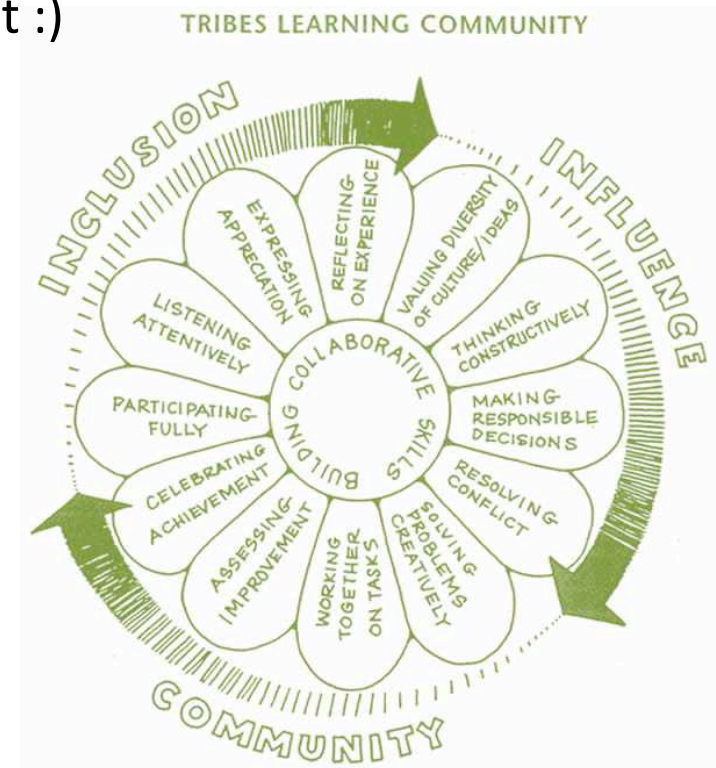 t :)
TRIBES LEARNING COMMUNITY
INCLUSION
INFLUENCE
COMMUNITY
REFLECTING
ON EXPERIENCE
VALUING DIVERSITY
OF CULTURE/IDEAS
THINKING
CONSTRUCTIVELY
MAKING
RESPONSIBLE
DECISIONS
RESOLVING
CONFLICT
SOLVING
PROBLEMS
CREATIVELY
WORKING
TOGETHER
ON TASKS
ASSESSING
IMPROVEMENT
CELEBRATING
ACHIEVEMENT
PARTICIPATING
FULLY
LISTENING
ATTENTIVELY
EXPRESSING
APPRECIATION
BUILDING COLLABORATIVE SKILLS